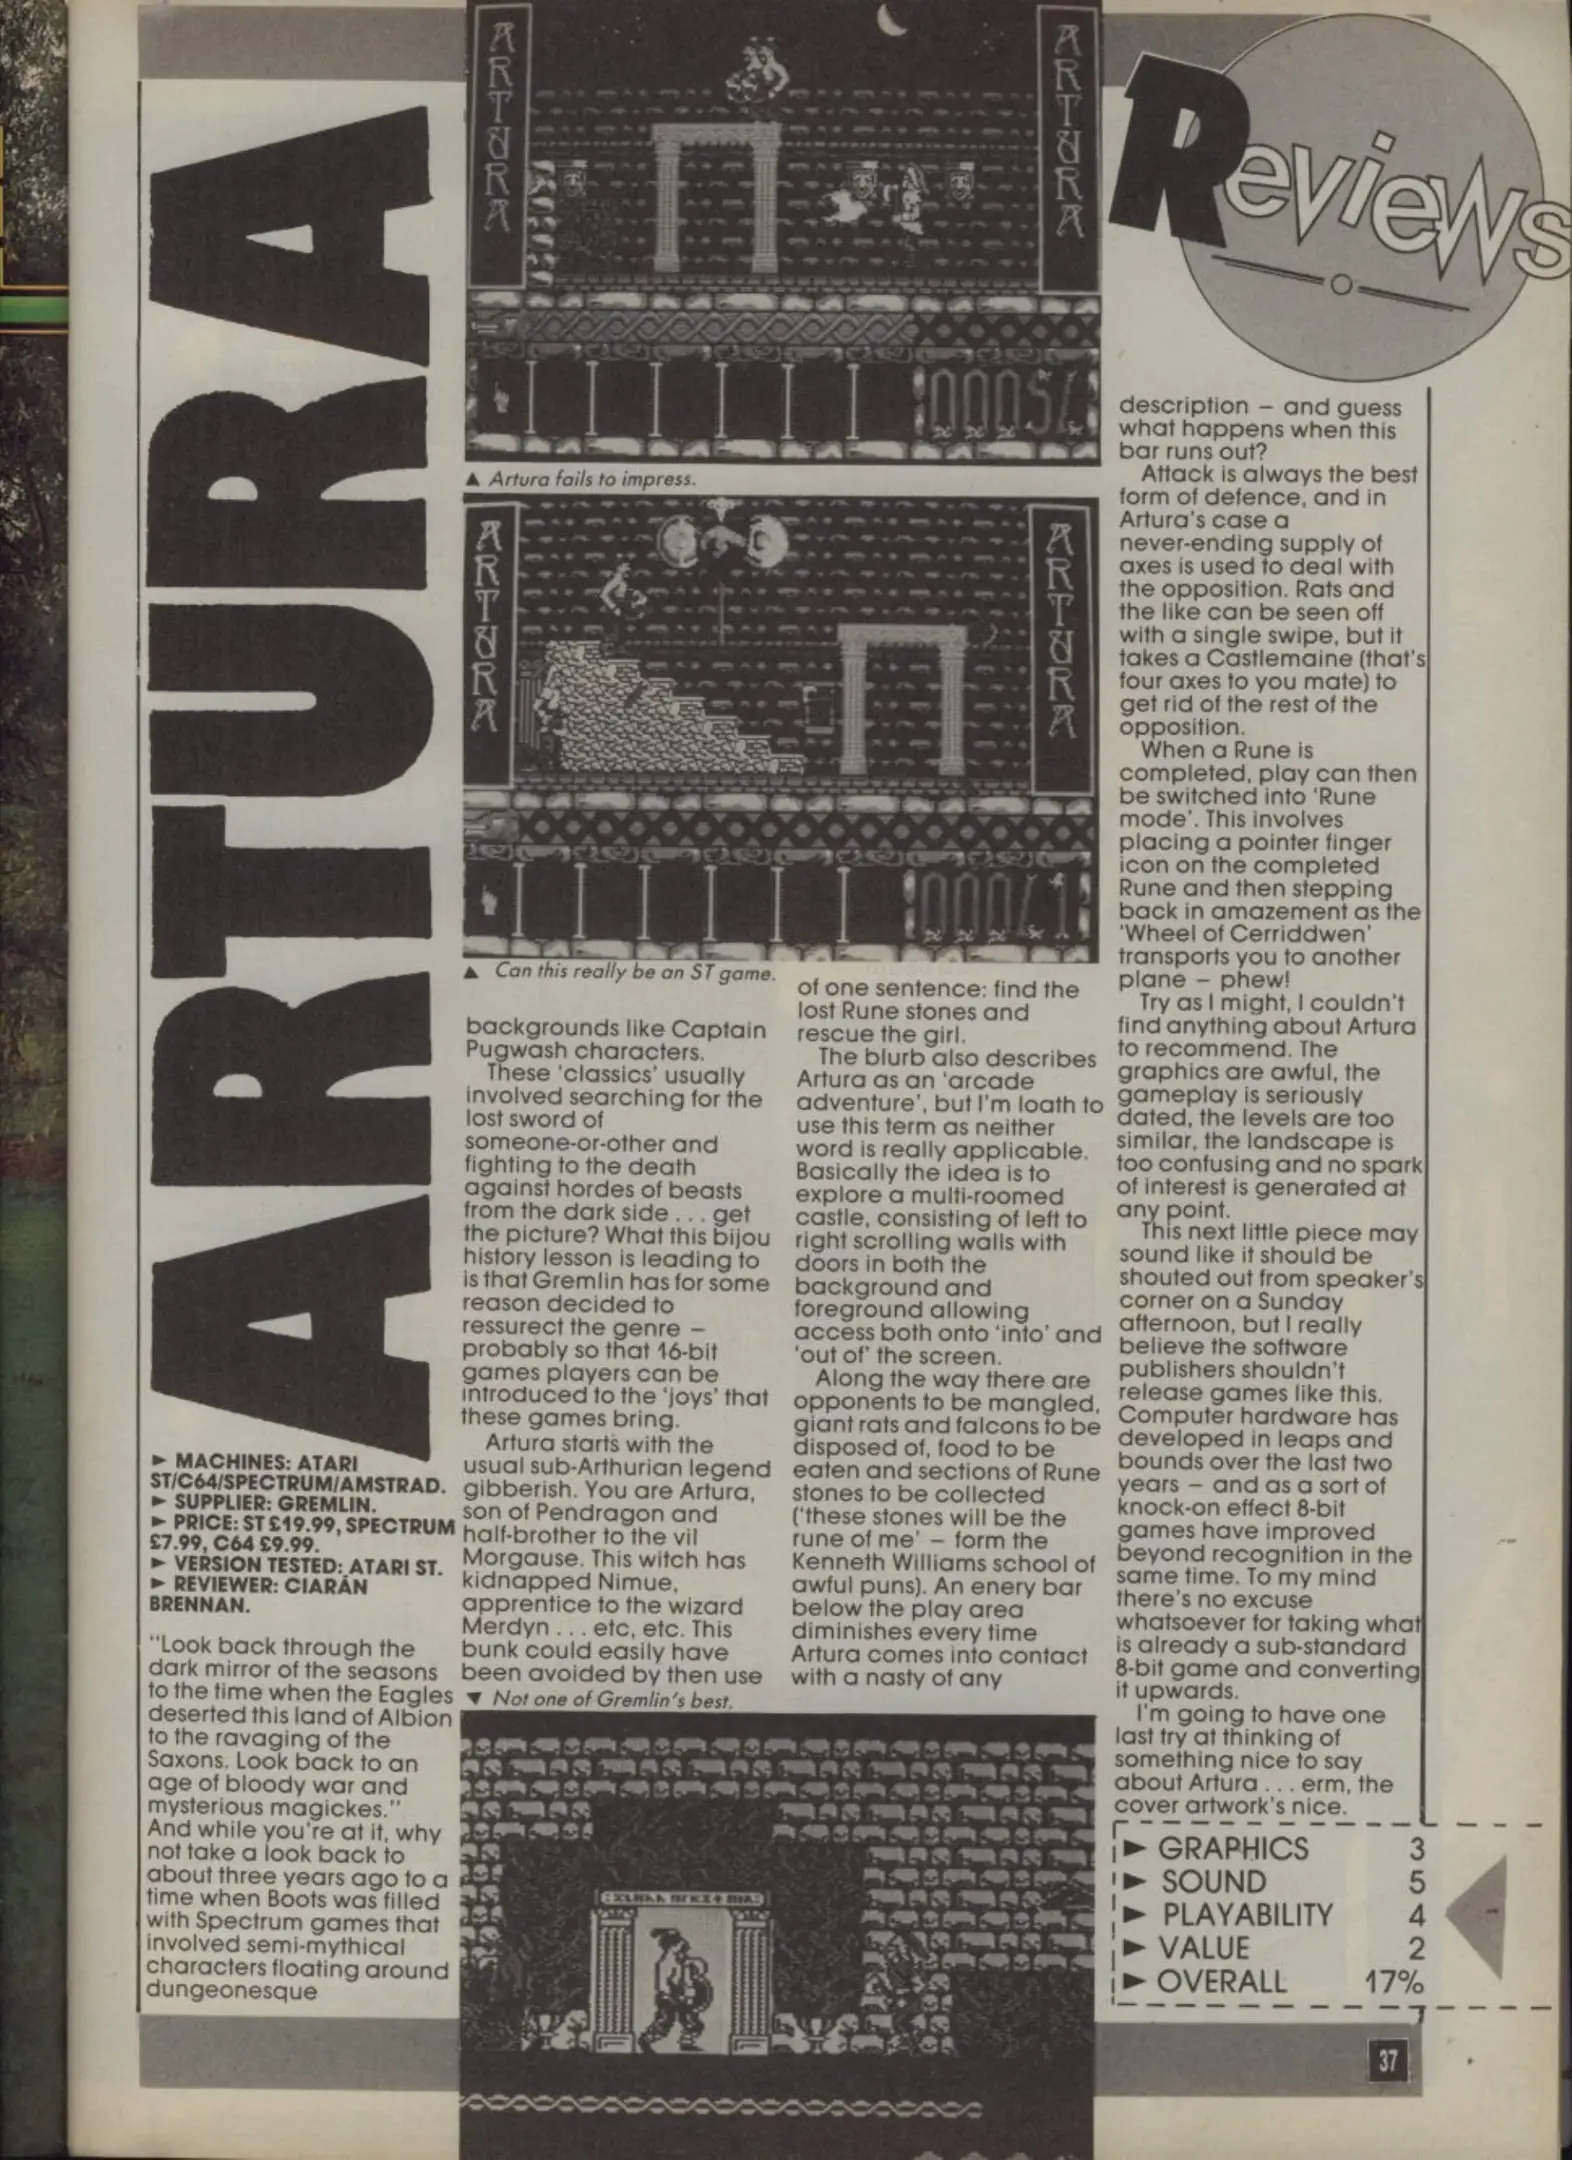 ARTURA
Reviews
ARTURA
ARTURA
▲ Artura fails to impress.
ARTURA
ARTURA
▲ Can this really be an ST game.
► MACHINES: ATARI
ST/C64/SPECTRUM/AMSTRAD.
► SUPPLIER: GREMLIN.
► PRICE: ST £19.99, SPECTRUM
£7.99, C64 £9.99.
► VERSION TESTED: ATARI ST.
► REVIEWER: CIARÁN
BRENNAN.
"Look back through the
dark mirror of the seasons
to the time when the Eagles
deserted this land of Albion
to the ravaging of the
Saxons. Look back to an
age of bloody war and
mysterious magickes."
And while you're at it, why
not take a look back to
about three years ago to a
time when Boots was filled
with Spectrum games that
involved semi-mythical
characters floating around
dungeonesque
backgrounds like Captain
Pugwash characters.
These 'classics' usually
involved searching for the
lost sword of
someone-or-other and
fighting to the death
against hordes of beasts
from the dark side . . . get
the picture? What this bijou
history lesson is leading to
is that Gremlin has for some
reason decided to
ressurect the genre –
probably so that 16-bit
games players can be
introduced to the 'joys' that
these games bring.
Artura starts with the
usual sub-Arthurian legend
gibberish. You are Artura,
son of Pendragon and
half-brother to the vil
Morgause. This witch has
kidnapped Nimue,
apprentice to the wizard
Merdyn . . . etc, etc. This
bunk could easily have
been avoided by then use
▼ Not one of Gremlin's best.
of one sentence: find the
lost Rune stones and
rescue the girl.
The blurb also describes
Artura as an 'arcade
adventure', but I'm loath to
use this term as neither
word is really applicable.
Basically the idea is to
explore a multi-roomed
castle, consisting of left to
right scrolling walls with
doors in both the
background and
foreground allowing
access both onto 'into' and
'out of' the screen.
Along the way there are
opponents to be mangled,
giant rats and falcons to be
disposed of, food to be
eaten and sections of Rune
stones to be collected
('these stones will be the
rune of me' – form the
Kenneth Williams school of
awful puns). An enery bar
below the play area
diminishes every time
Artura comes into contact
with a nasty of any
description – and guess
what happens when this
bar runs out?
Attack is always the best
form of defence, and in
Artura's case a
never-ending supply of
axes is used to deal with
the opposition. Rats and
the like can be seen off
with a single swipe, but it
takes a Castlemaine (that's
four axes to you mate) to
get rid of the rest of the
opposition.
When a Rune is
completed, play can then
be switched into 'Rune
mode'. This involves
placing a pointer finger
icon on the completed
Rune and then stepping
back in amazement as the
'Wheel of Cerriddwen'
transports you to another
plane – phew!
Try as I might, I couldn't
find anything about Artura
to recommend. The
graphics are awful, the
gameplay is seriously
dated, the levels are too
similar, the landscape is
too confusing and no spark
of interest is generated at
any point.
This next little piece may
sound like it should be
shouted out from speaker's
corner on a Sunday
afternoon, but I really
believe the software
publishers shouldn't
release games like this.
Computer hardware has
developed in leaps and
bounds over the last two
years – and as a sort of
knock-on effect 8-bit
games have improved
beyond recognition in the
same time. To my mind
there's no excuse
whatsoever for taking what
is already a sub-standard
8-bit game and converting
it upwards.
I'm going to have one
last try at thinking of
something nice to say
about Artura . . . erm, the
cover artwork's nice.
► GRAPHICS 3
► SOUND 5
► PLAYABILITY 4
► VALUE 2
► OVERALL 17%
37